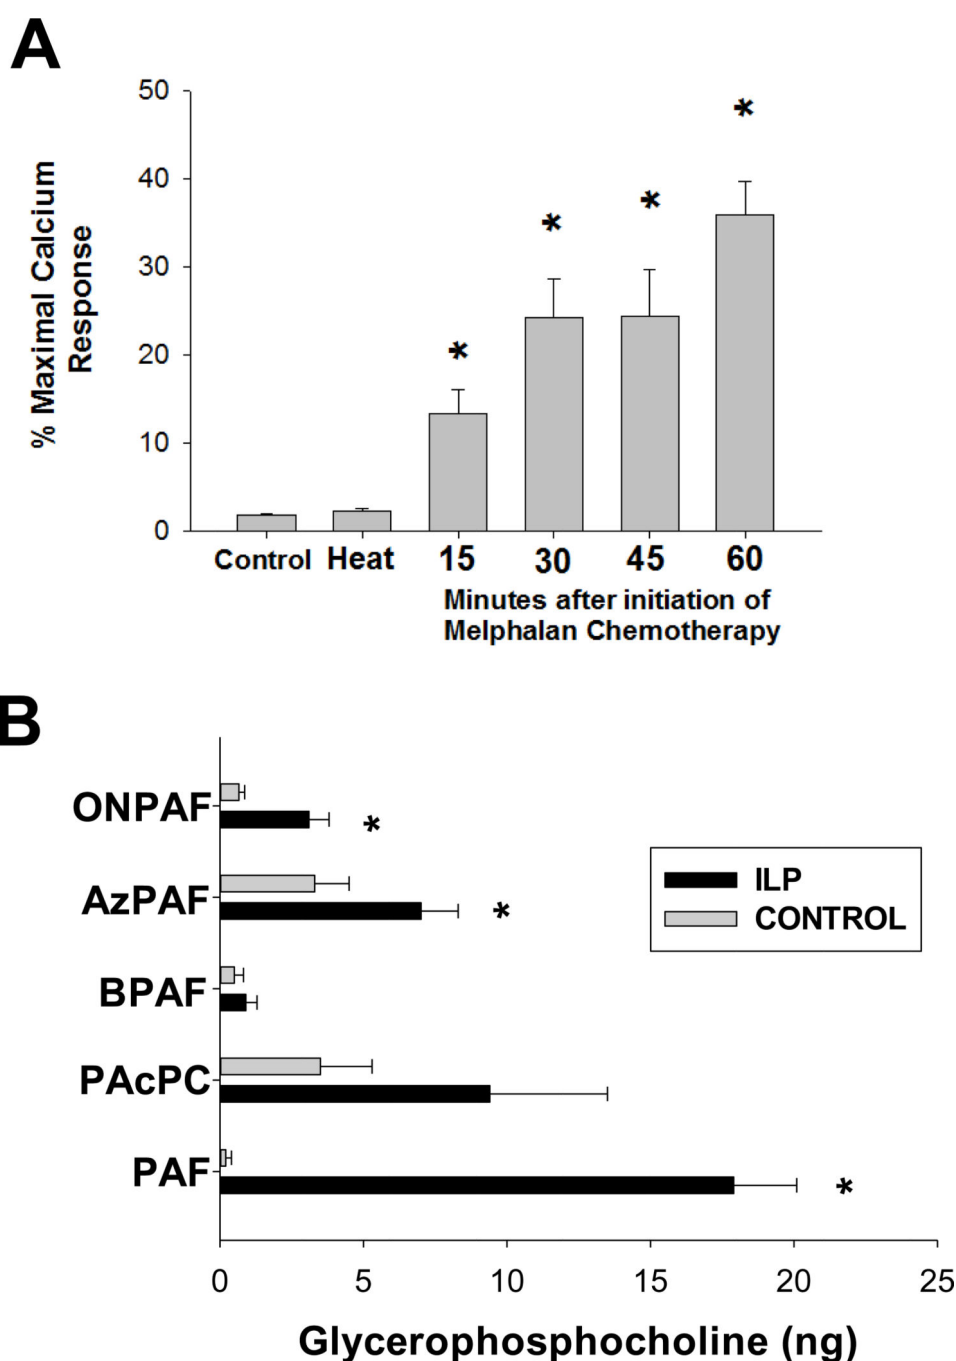 A
50
40
30
20
10
0
% Maximal Calcium
Response
*
*
*
*
Control Heat 15 30 45 60
Minutes after initiation of
Melphalan Chemotherapy
B
ONPAF
*
AzPAF
*
BPAF
PAcPC
PAF
*
ILP
CONTROL
0 5 10 15 20 25
Glycerophosphocholine (ng)